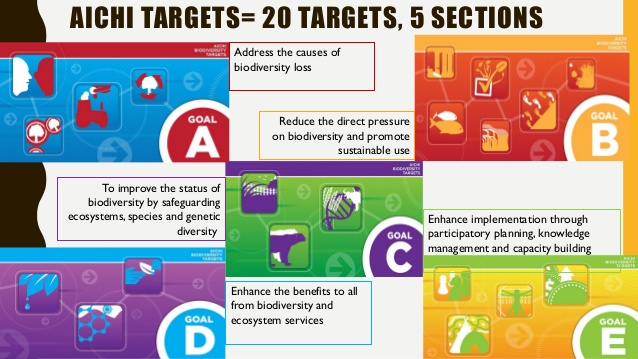 AICHI TARGETS= 20 TARGETS, 5 SECTIONS
AICHI
BIODIVERSITY
TARGETS
GOAL
A
Address the causes of
biodiversity loss
AICHI
BIODIVERSITY
TARGETS
GOAL
B
Reduce the direct pressure
on biodiversity and promote
sustainable use
To improve the status of
biodiversity by safeguarding
ecosystems, species and genetic
diversity
AICHI
BIODIVERSITY
TARGETS
GOAL
C
Enhance implementation through
participatory planning, knowledge
management and capacity building
AICHI
BIODIVERSITY
TARGETS
GOAL
D
Enhance the benefits to all
from biodiversity and
ecosystem services
AICHI
BIODIVERSITY
TARGETS
GOAL
E